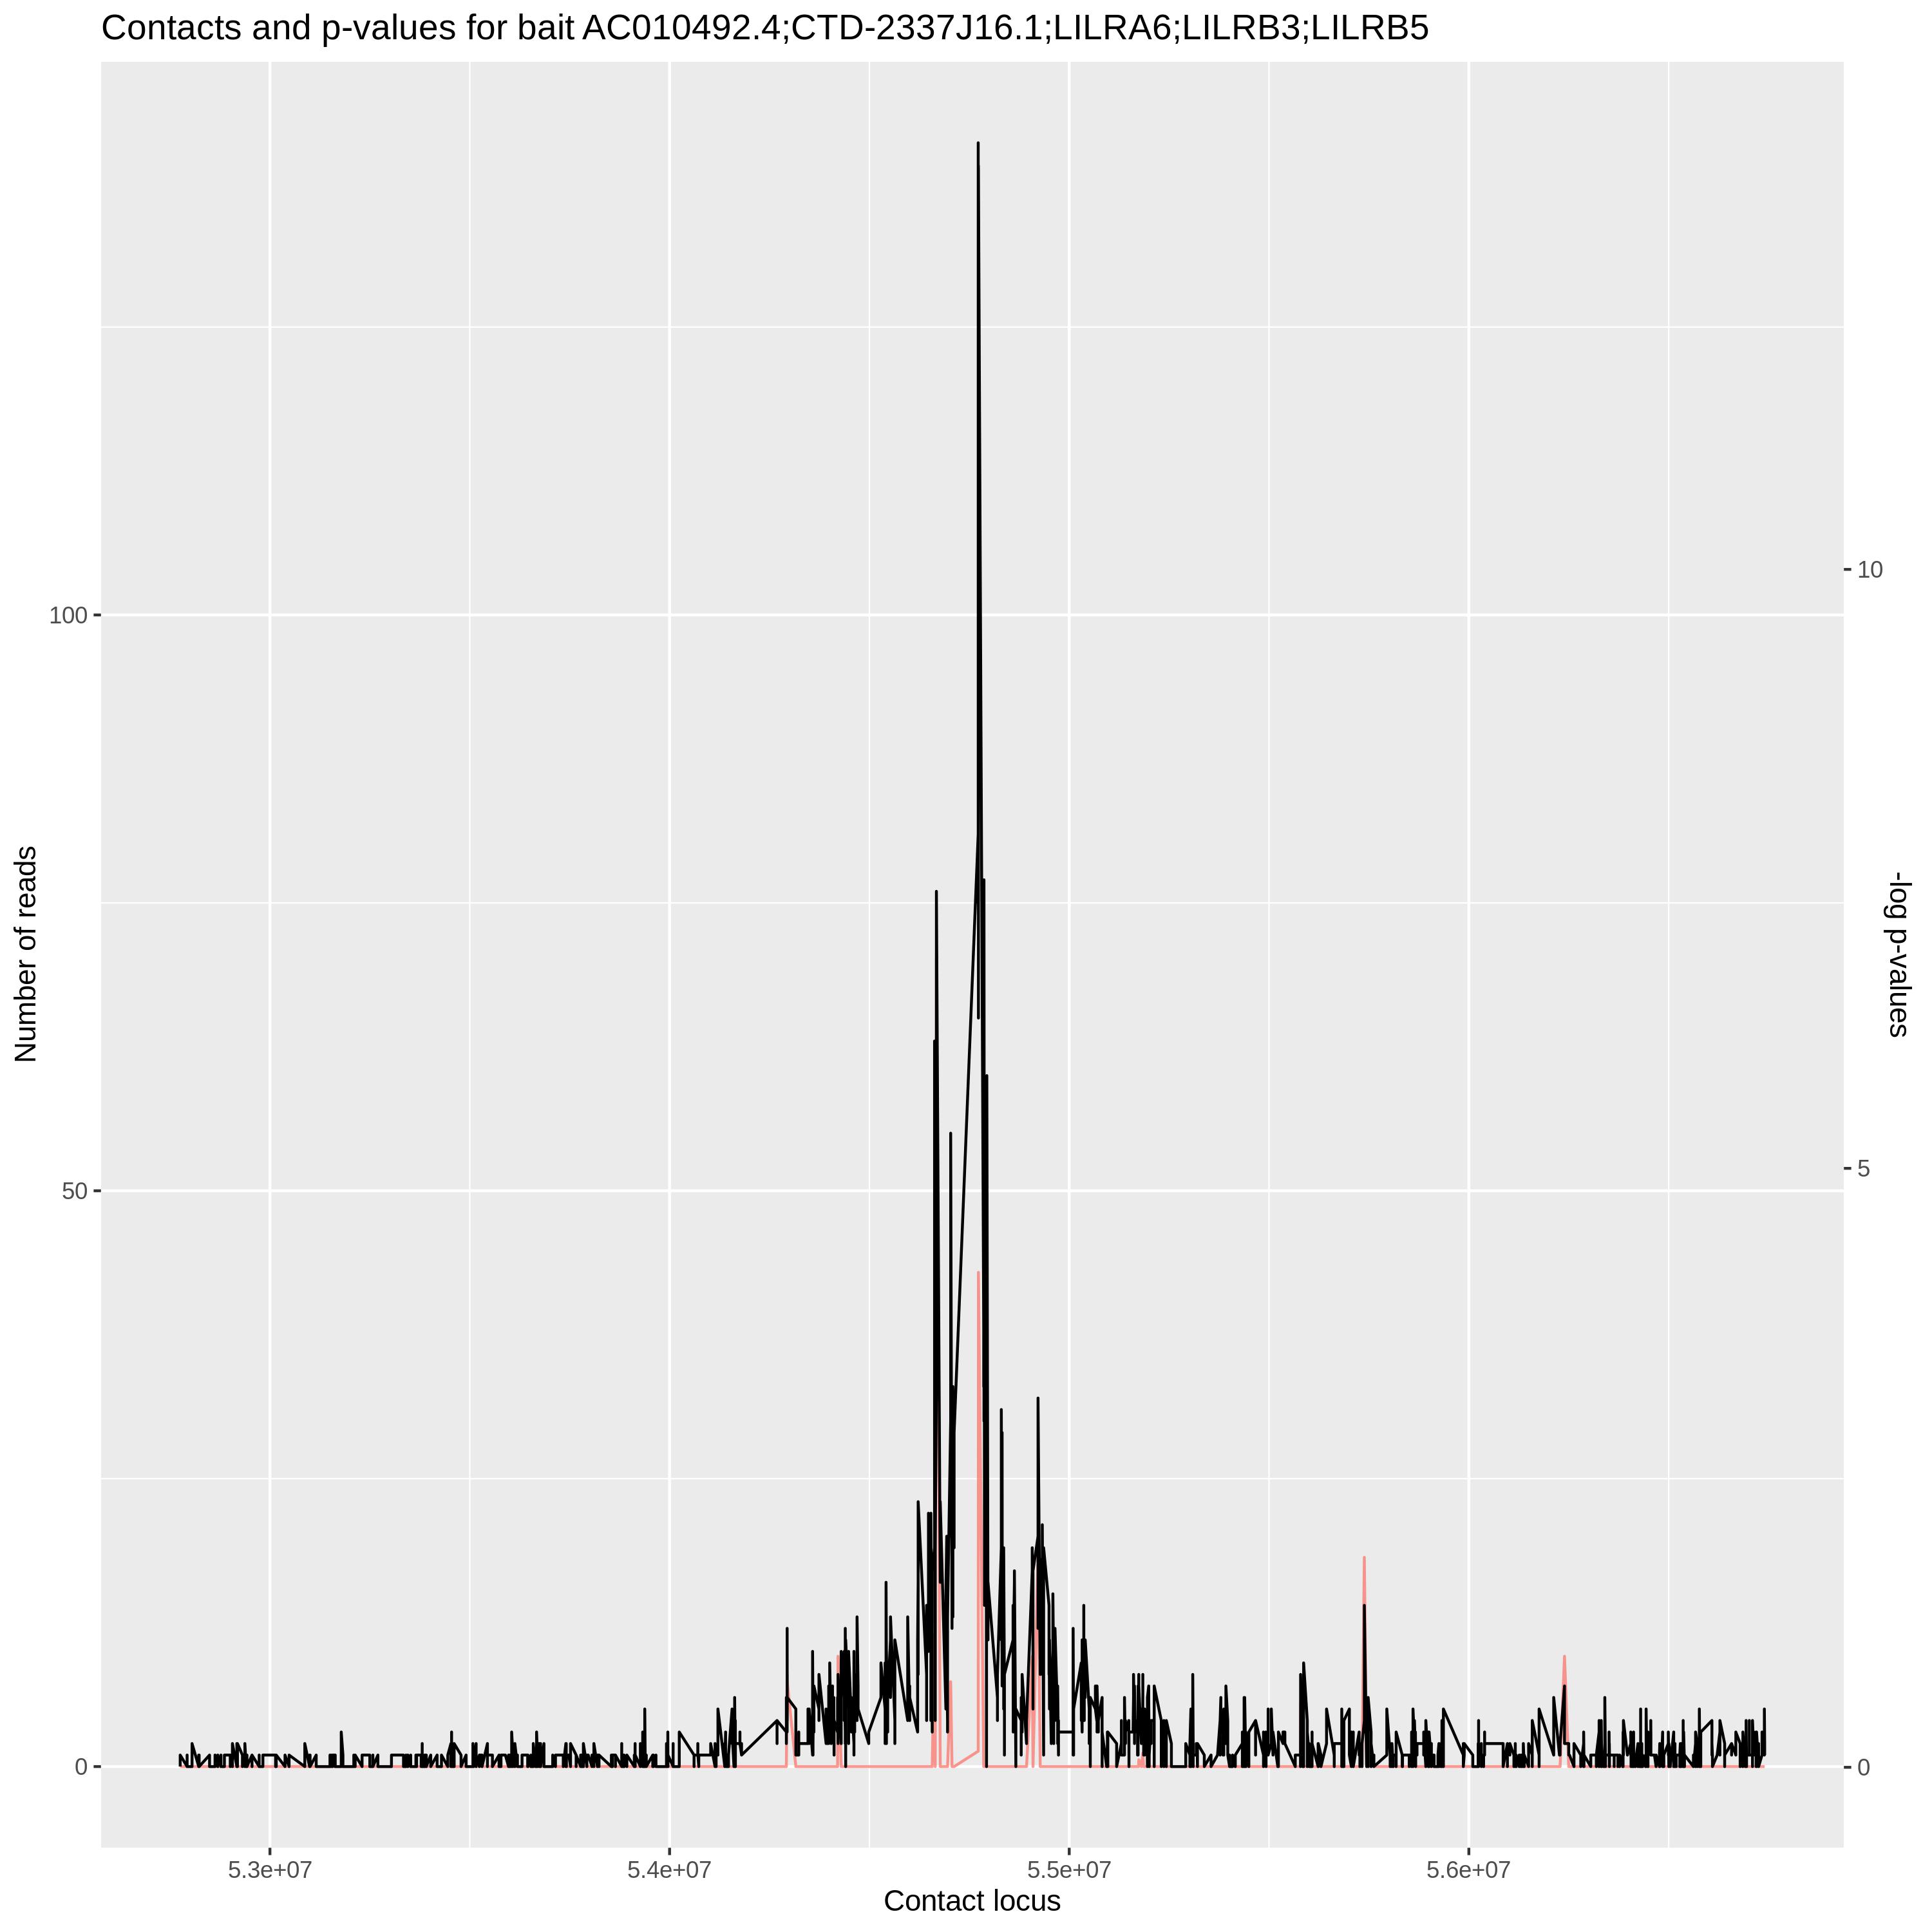 Contacts and p-values for bait AC010492.4;CTD-2337J16.1;LILRA6;LILRB3;LILRB5
Number of reads
100
50
0
10
5
0
-log p-values
5.3e+07
5.4e+07
5.5e+07
5.6e+07
Contact locus